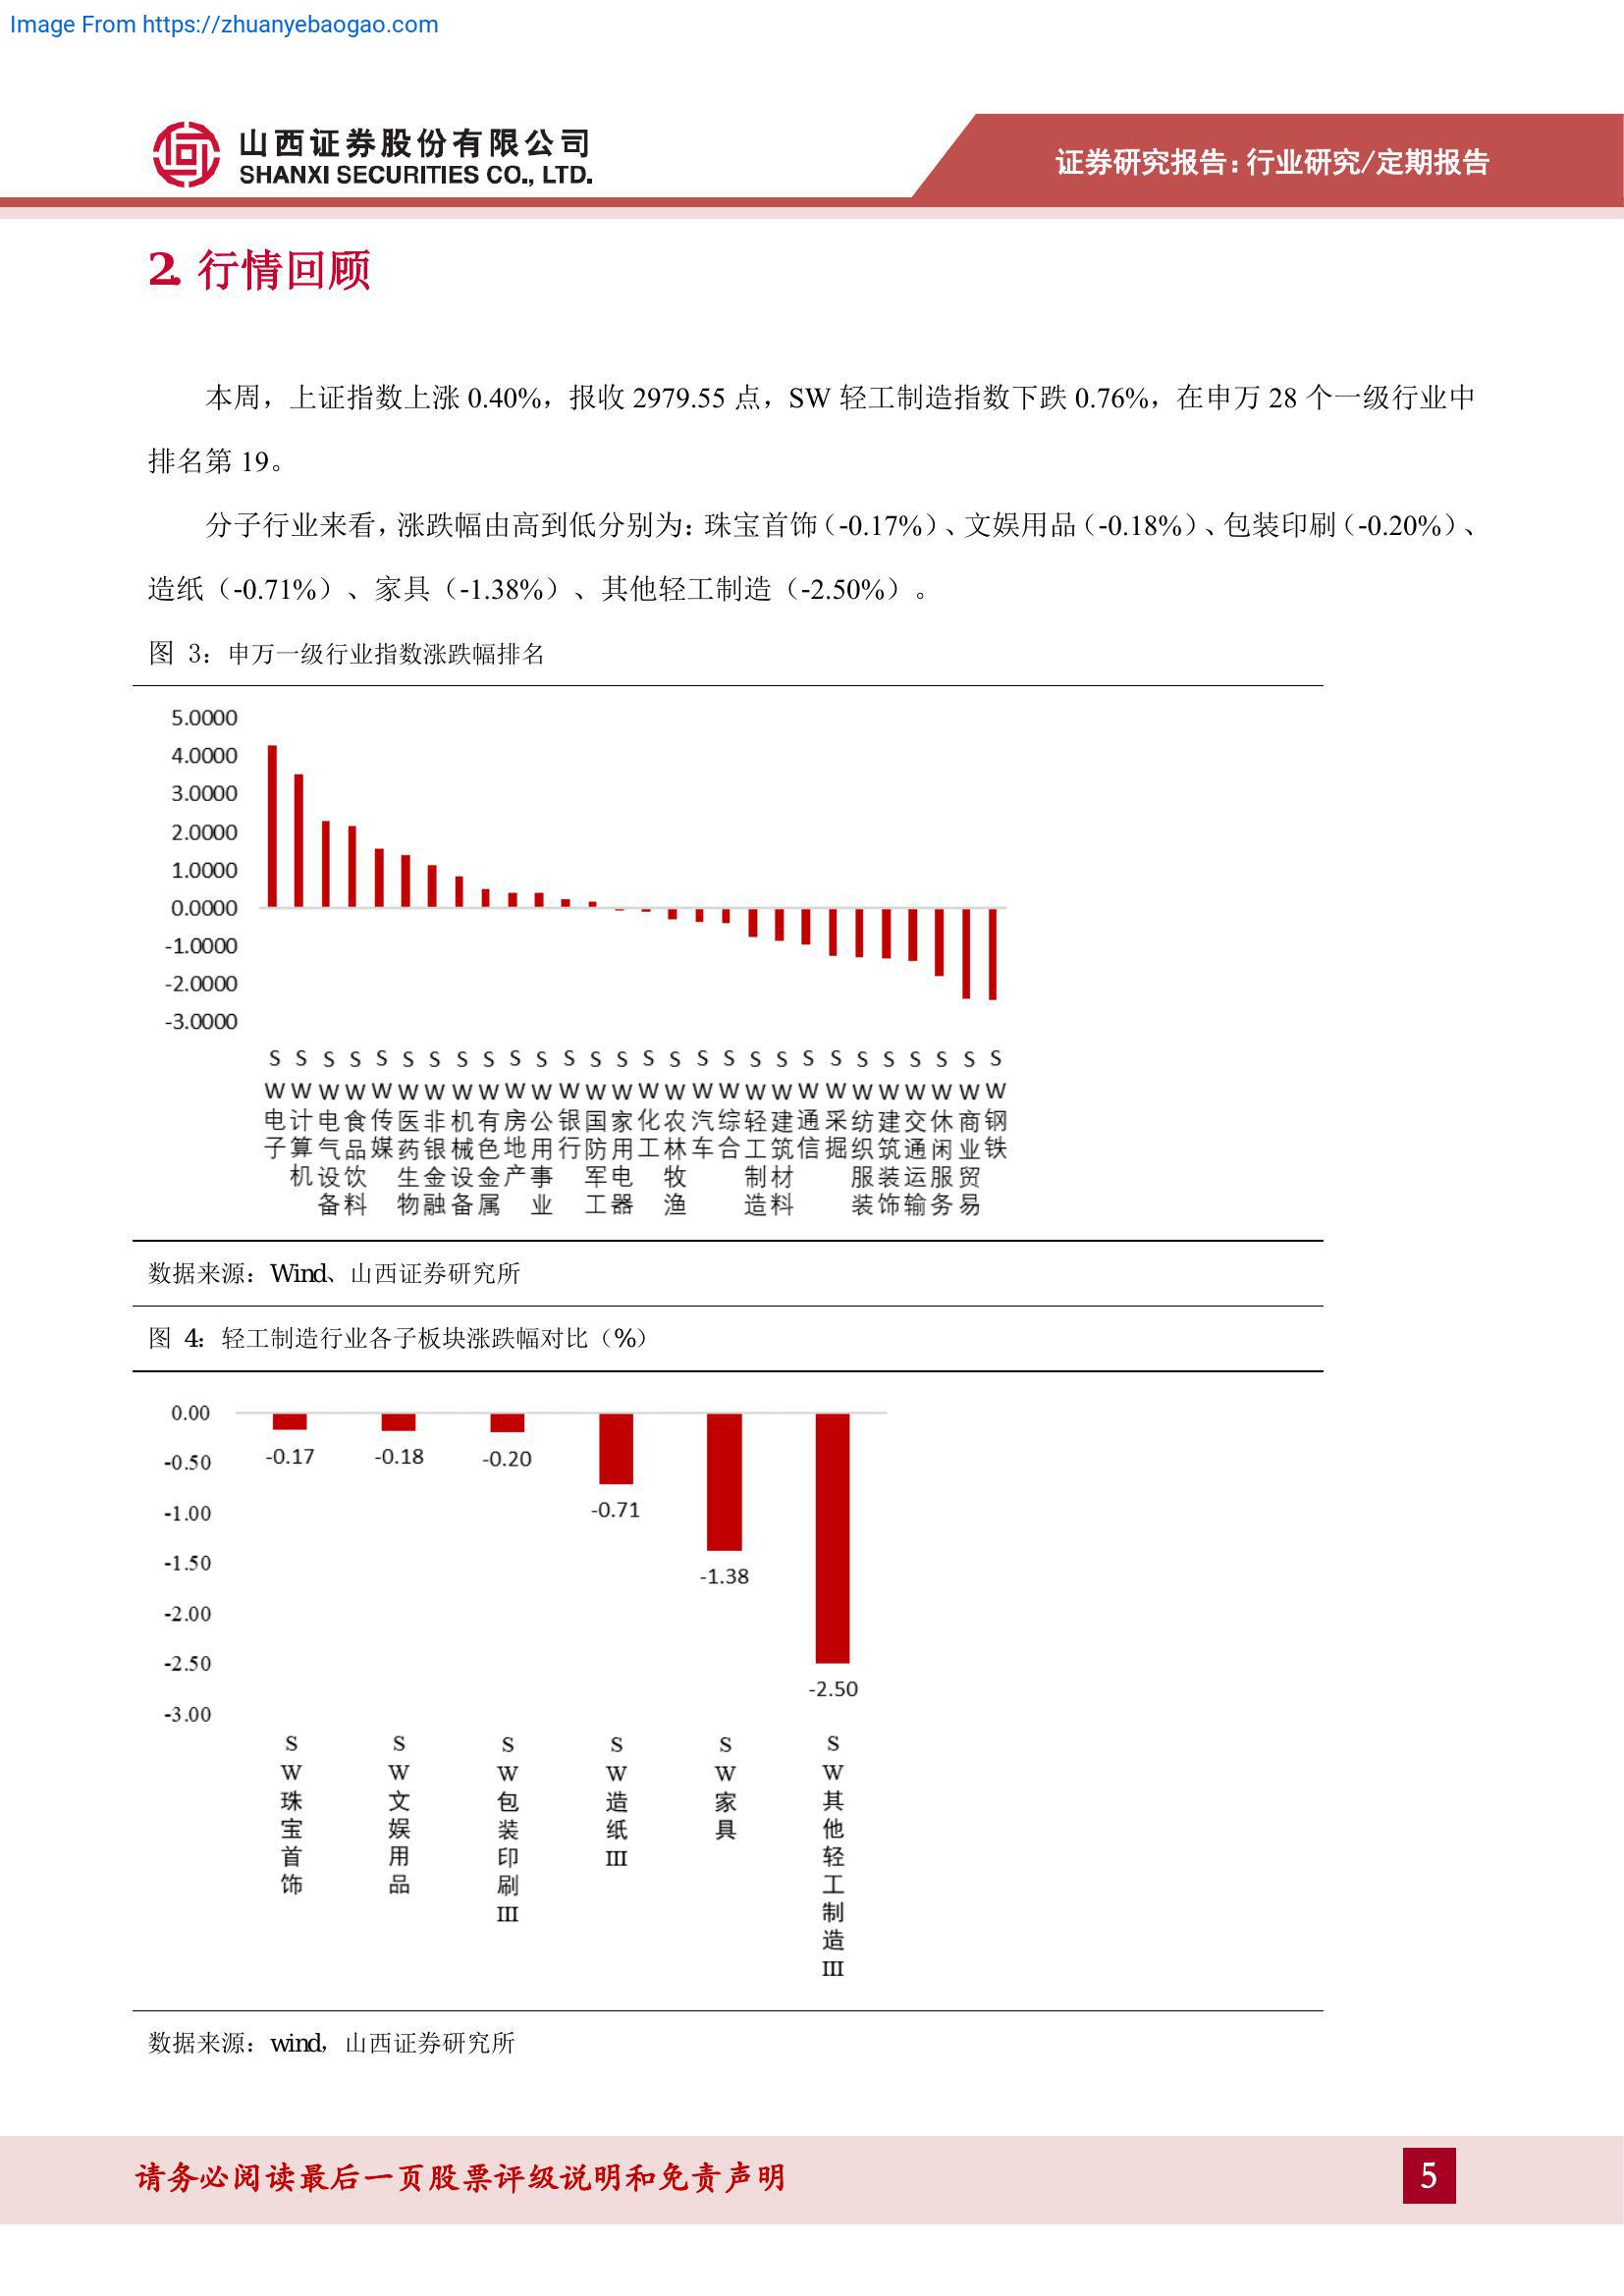 Image From https://zhuanyebaogao.com
山西证券股份有限公司
SHANXI SECURITIES CO., LTD.
证券研究报告：行业研究/定期报告
2. 行情回顾
本周，上证指数上涨 0.40%，报收 2979.55 点，SW 轻工制造指数下跌 0.76%，在申万 28 个一级行业中
排名第 19。
分子行业来看，涨跌幅由高到低分别为：珠宝首饰（-0.17%）、文娱用品（-0.18%）、包装印刷（-0.20%）、
造纸（-0.71%）、家具（-1.38%）、其他轻工制造（-2.50%）。
图 3：申万一级行业指数涨跌幅排名
5.0000
4.0000
3.0000
2.0000
1.0000
0.0000
-1.0000
-2.0000
-3.0000
SW电子
SW计算机
SW电气设备
SW食品饮料
SW传媒
SW医药生物
SW非银金融
SW机械设备
SW有色金属
SW房地产
SW公用事业
SW银行
SW国防军工
SW家用电器
SW化工
SW农林牧渔
SW汽车
SW综合
SW轻工制造
SW建筑材料
SW通信
SW采掘
SW纺织服装
SW建筑装饰
SW交通运输
SW休闲服务
SW商业贸易
SW钢铁
数据来源：Wind、山西证券研究所
图 4：轻工制造行业各子板块涨跌幅对比（%）
0.00
-0.50
-1.00
-1.50
-2.00
-2.50
-3.00
-0.17
-0.18
-0.20
-0.71
-1.38
-2.50
SW珠宝首饰
SW文娱用品
SW包装印刷III
SW造纸III
SW家具
SW其他轻工制造III
数据来源：wind，山西证券研究所
请务必阅读最后一页股票评级说明和免责声明
5